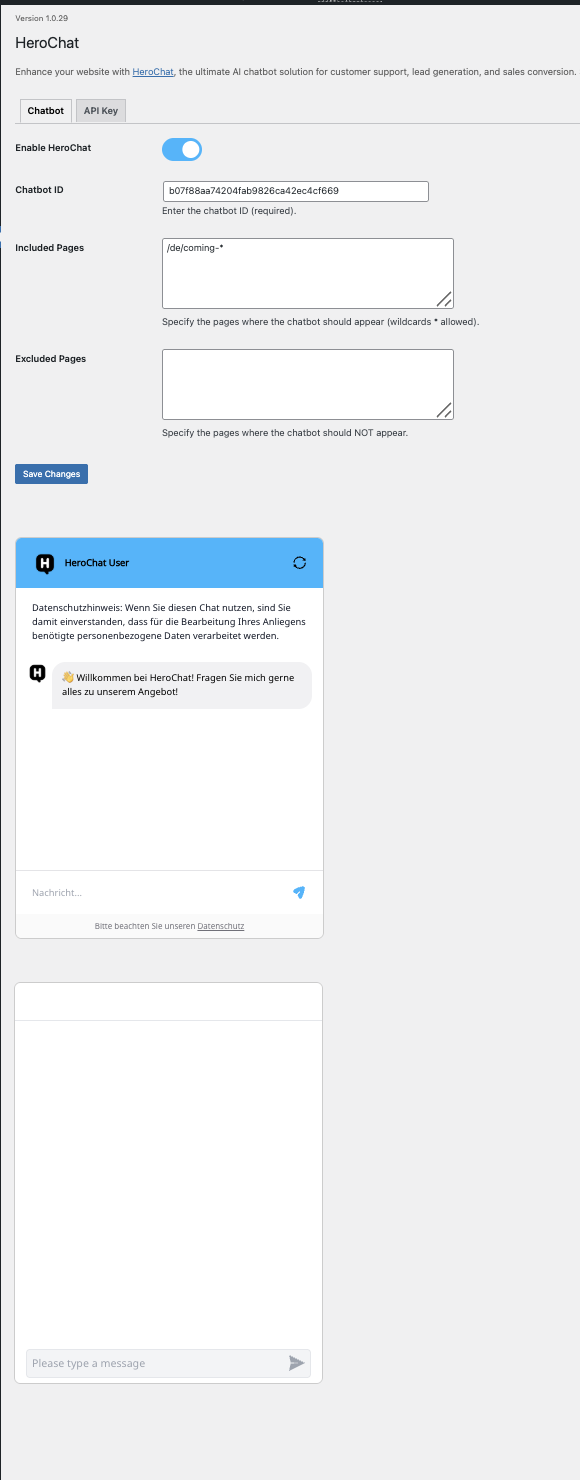 Version 1.0.29
HeroChat
Enhance your website with HeroChat, the ultimate AI chatbot solution for customer support, lead generation, and sales conversion.
Chatbot API Key
Enable HeroChat
Chatbot ID b07f88aa74204fab9826ca42ec4cf669
Enter the chatbot ID (required).
Included Pages /de/coming-*
Specify the pages where the chatbot should appear (wildcards * allowed).
Excluded Pages
Specify the pages where the chatbot should NOT appear.
Save Changes
H HeroChat User
Datenschutzhinweis: Wenn Sie diesen Chat nutzen, sind Sie
damit einverstanden, dass für die Bearbeitung Ihres Anliegens
benötigte personenbezogene Daten verarbeitet werden.
H 👋 Willkommen bei HeroChat! Fragen Sie mich gerne
alles zu unserem Angebot!
Nachricht...
Bitte beachten Sie unseren Datenschutz
Please type a message